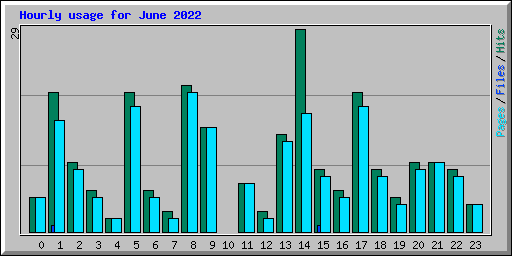 Hourly usage for June 2022
29
Pages/Files/Hits
0 1 2 3 4 5 6 7 8 9 10 11 12 13 14 15 16 17 18 19 20 21 22 23